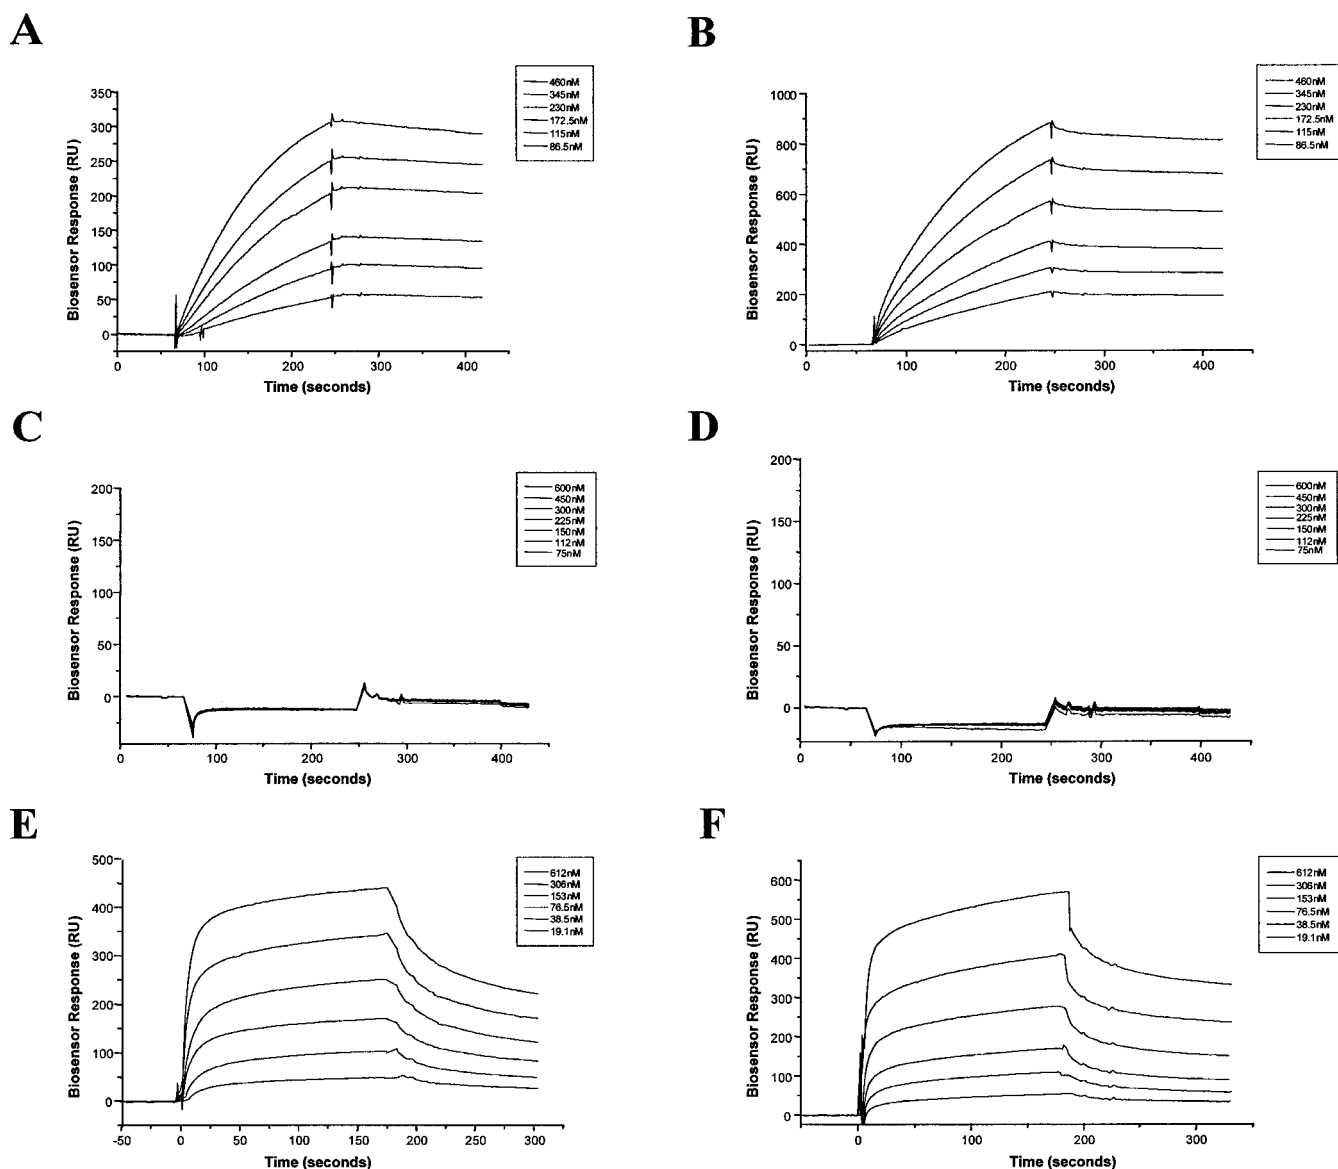 A
460nM
345nM
230nM
172.5nM
115nM
86.5nM
350
300
250
200
150
100
50
0
Biosensor Response (RU)
0 100 200 300 400
Time (seconds)
B
460nM
345nM
230nM
172.5nM
115nM
86.5nM
1000
800
600
400
200
0
Biosensor Response (RU)
0 100 200 300 400
Time (seconds)
C
600nM
450nM
300nM
225nM
150nM
112nM
75nM
200
150
100
50
0
Biosensor Response (RU)
0 100 200 300 400
Time (seconds)
D
600nM
450nM
300nM
225nM
150nM
112nM
75nM
200
150
100
50
0
Biosensor Response (RU)
0 100 200 300 400
Time (seconds)
E
612nM
306nM
153nM
76.5nM
38.5nM
19.1nM
500
400
300
200
100
0
Biosensor Response (RU)
-50 0 50 100 150 200 250 300
Time (seconds)
F
612nM
306nM
153nM
76.5nM
38.5nM
19.1nM
600
500
400
300
200
100
0
Biosensor Response (RU)
0 100 200 300
Time (seconds)